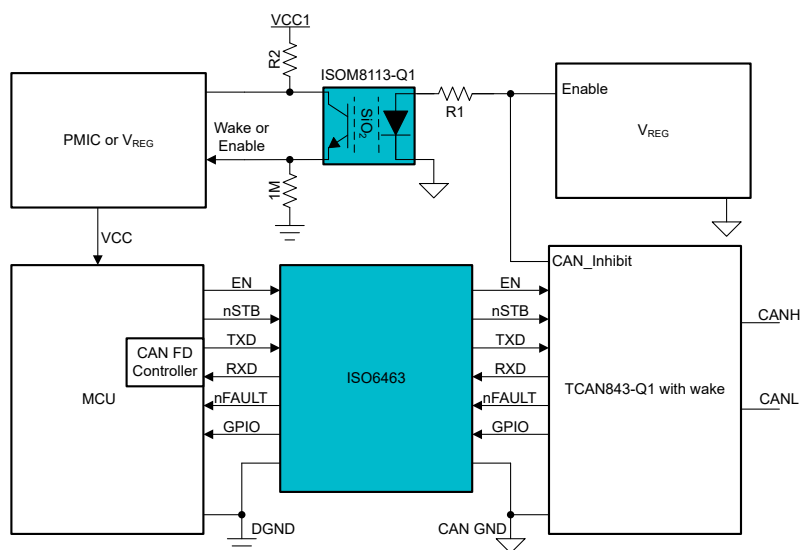 VCC1
R2
ISOM8113-Q1
SiO2
R1
Enable
VREG
PMIC or VREG
Wake or
Enable
1M
VCC
CAN_Inhibit
EN
nSTB
TXD
RXD
nFAULT
GPIO
CAN FD
Controller
MCU
ISO6463
EN
nSTB
TXD
RXD
nFAULT
GPIO
TCAN843-Q1 with wake
CANH
CANL
DGND
CAN GND